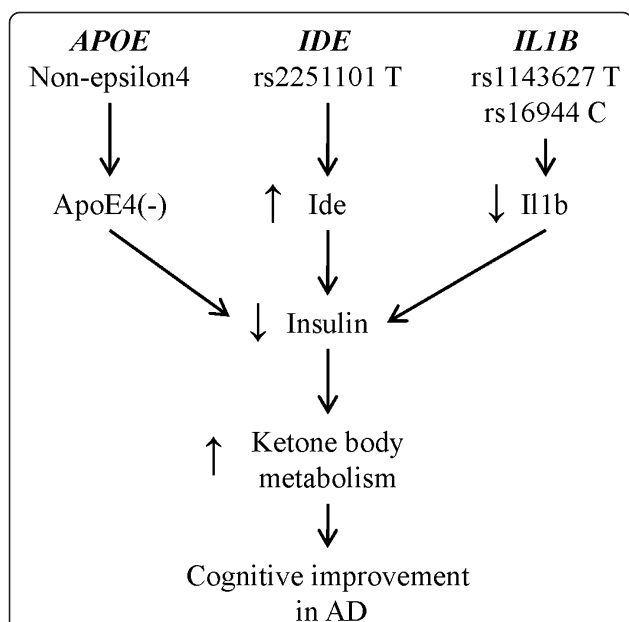 APOE IDE IL1B
Non-epsilon4 rs2251101 T rs1143627 T
rs16944 C
ApoE4(-) ↑ Ide ↓ Il1b
↓ Insulin
↑ Ketone body
metabolism
Cognitive improvement
in AD